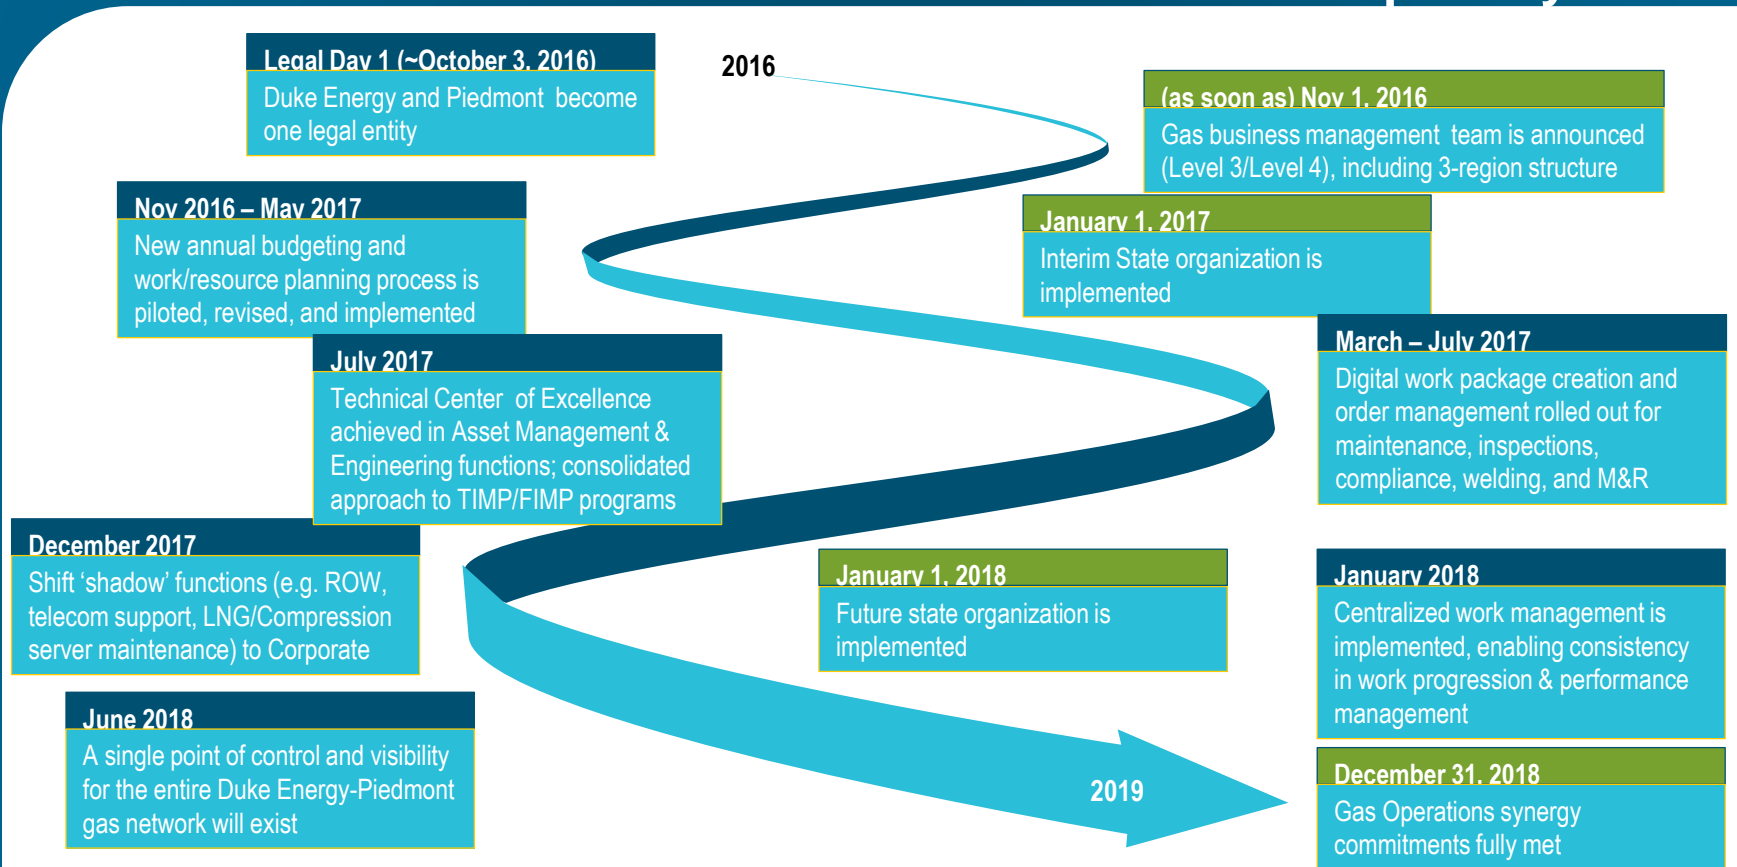 2016
Legal Day 1 (~October 3, 2016)
Duke Energy and Piedmont become
one legal entity
(as soon as) Nov 1, 2016
Gas business management team is announced
(Level 3/Level 4), including 3-region structure
Nov 2016 – May 2017
New annual budgeting and
work/resource planning process is
piloted, revised, and implemented
January 1, 2017
Interim State organization is
implemented
March – July 2017
Digital work package creation and
order management rolled out for
maintenance, inspections,
compliance, welding, and M&R
July 2017
Technical Center of Excellence
achieved in Asset Management &
Engineering functions; consolidated
approach to TIMP/FIMP programs
December 2017
Shift ‘shadow’ functions (e.g. ROW,
telecom support, LNG/Compression
server maintenance) to Corporate
January 1, 2018
Future state organization is
implemented
January 2018
Centralized work management is
implemented, enabling consistency
in work progression & performance
management
June 2018
A single point of control and visibility
for the entire Duke Energy-Piedmont
gas network will exist
December 31, 2018
Gas Operations synergy
commitments fully met
2019